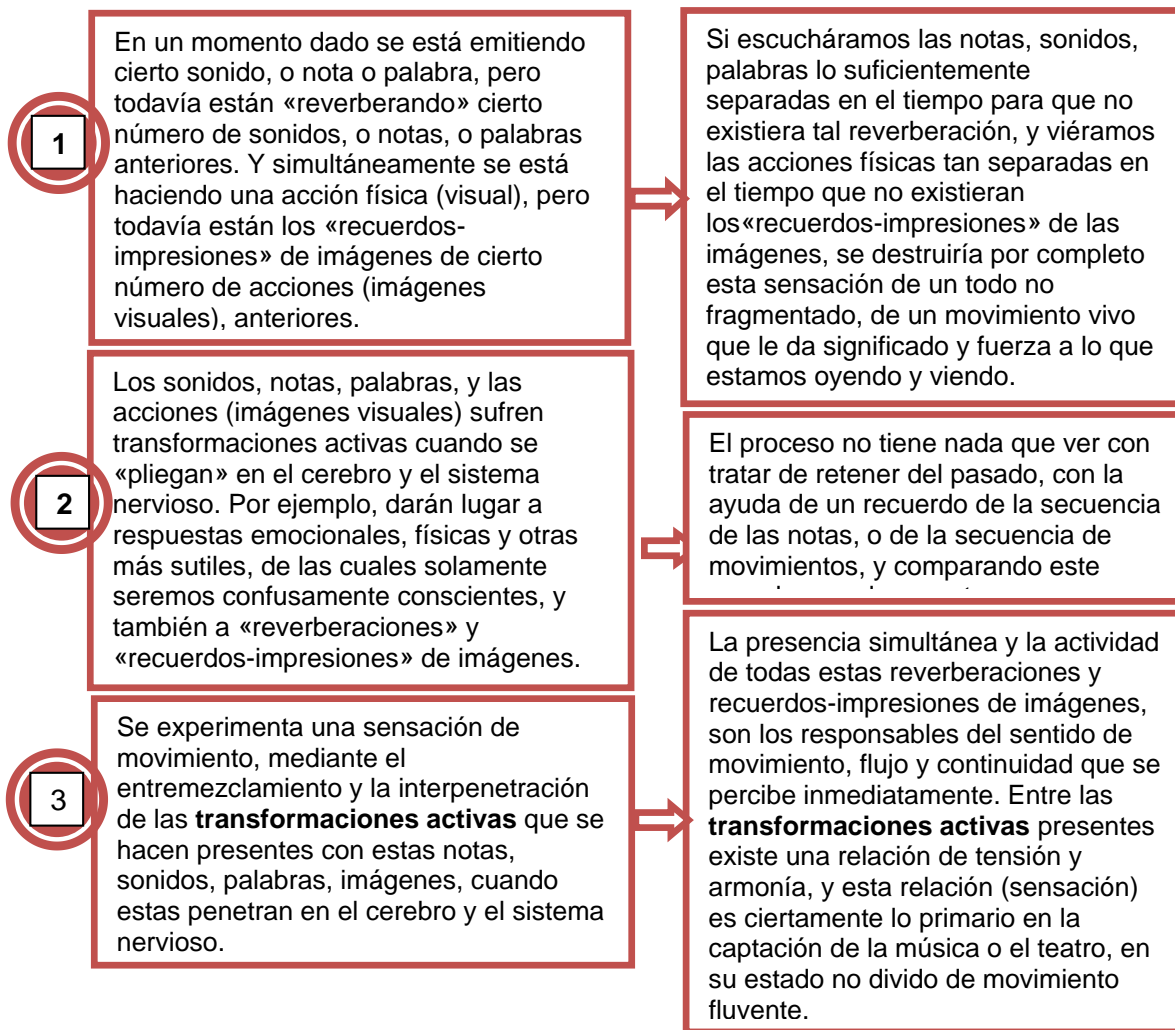 1
En un momento dado se está emitiendo
cierto sonido, o nota o palabra, pero
todavía están «reverberando» cierto
número de sonidos, o notas, o palabras
anteriores. Y simultáneamente se está
haciendo una acción física (visual), pero
todavía están los «recuerdos-
impresiones» de imágenes de cierto
número de acciones (imágenes
visuales), anteriores.
Si escucháramos las notas, sonidos,
palabras lo suficientemente
separadas en el tiempo para que no
existiera tal reverberación, y viéramos
las acciones físicas tan separadas en
el tiempo que no existieran
los«recuerdos-impresiones» de las
imágenes, se destruiría por completo
esta sensación de un todo no
fragmentado, de un movimiento vivo
que le da significado y fuerza a lo que
estamos oyendo y viendo.
2
Los sonidos, notas, palabras, y las
acciones (imágenes visuales) sufren
transformaciones activas cuando se
«pliegan» en el cerebro y el sistema
nervioso. Por ejemplo, darán lugar a
respuestas emocionales, físicas y otras
más sutiles, de las cuales solamente
seremos confusamente conscientes, y
también a «reverberaciones» y
«recuerdos-impresiones» de imágenes.
El proceso no tiene nada que ver con
tratar de retener del pasado, con la
ayuda de un recuerdo de la secuencia
de las notas, o de la secuencia de
movimientos, y comparando este
3
Se experimenta una sensación de
movimiento, mediante el
entremezclamiento y la interpenetración
de las transformaciones activas que se
hacen presentes con estas notas,
sonidos, palabras, imágenes, cuando
estas penetran en el cerebro y el sistema
nervioso.
La presencia simultánea y la actividad
de todas estas reverberaciones y
recuerdos-impresiones de imágenes,
son los responsables del sentido de
movimiento, flujo y continuidad que se
percibe inmediatamente. Entre las
transformaciones activas presentes
existe una relación de tensión y
armonía, y esta relación (sensación)
es ciertamente lo primario en la
captación de la música o el teatro, en
su estado no divido de movimiento
fluyente.